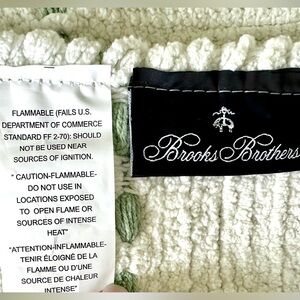 FLAMMABLE (FAILS U.S.
DEPARTMENT OF COMMERCE
STANDARD FF 2-70): SHOULD
NOT BE USED NEAR
SOURCES OF IGNITION.
" CAUTION-FLAMMABLE-
DO NOT USE IN
LOCATIONS EXPOSED
TO OPEN FLAME OR
SOURCES OF INTENSE
HEAT"
"ATTENTION-INFLAMMABLE-
TENIR ÉLOIGNÉ DE LA
FLAMME OU D'UNE
SOURCE DE CHALEUR
INTENSE"
Brooks Brothers